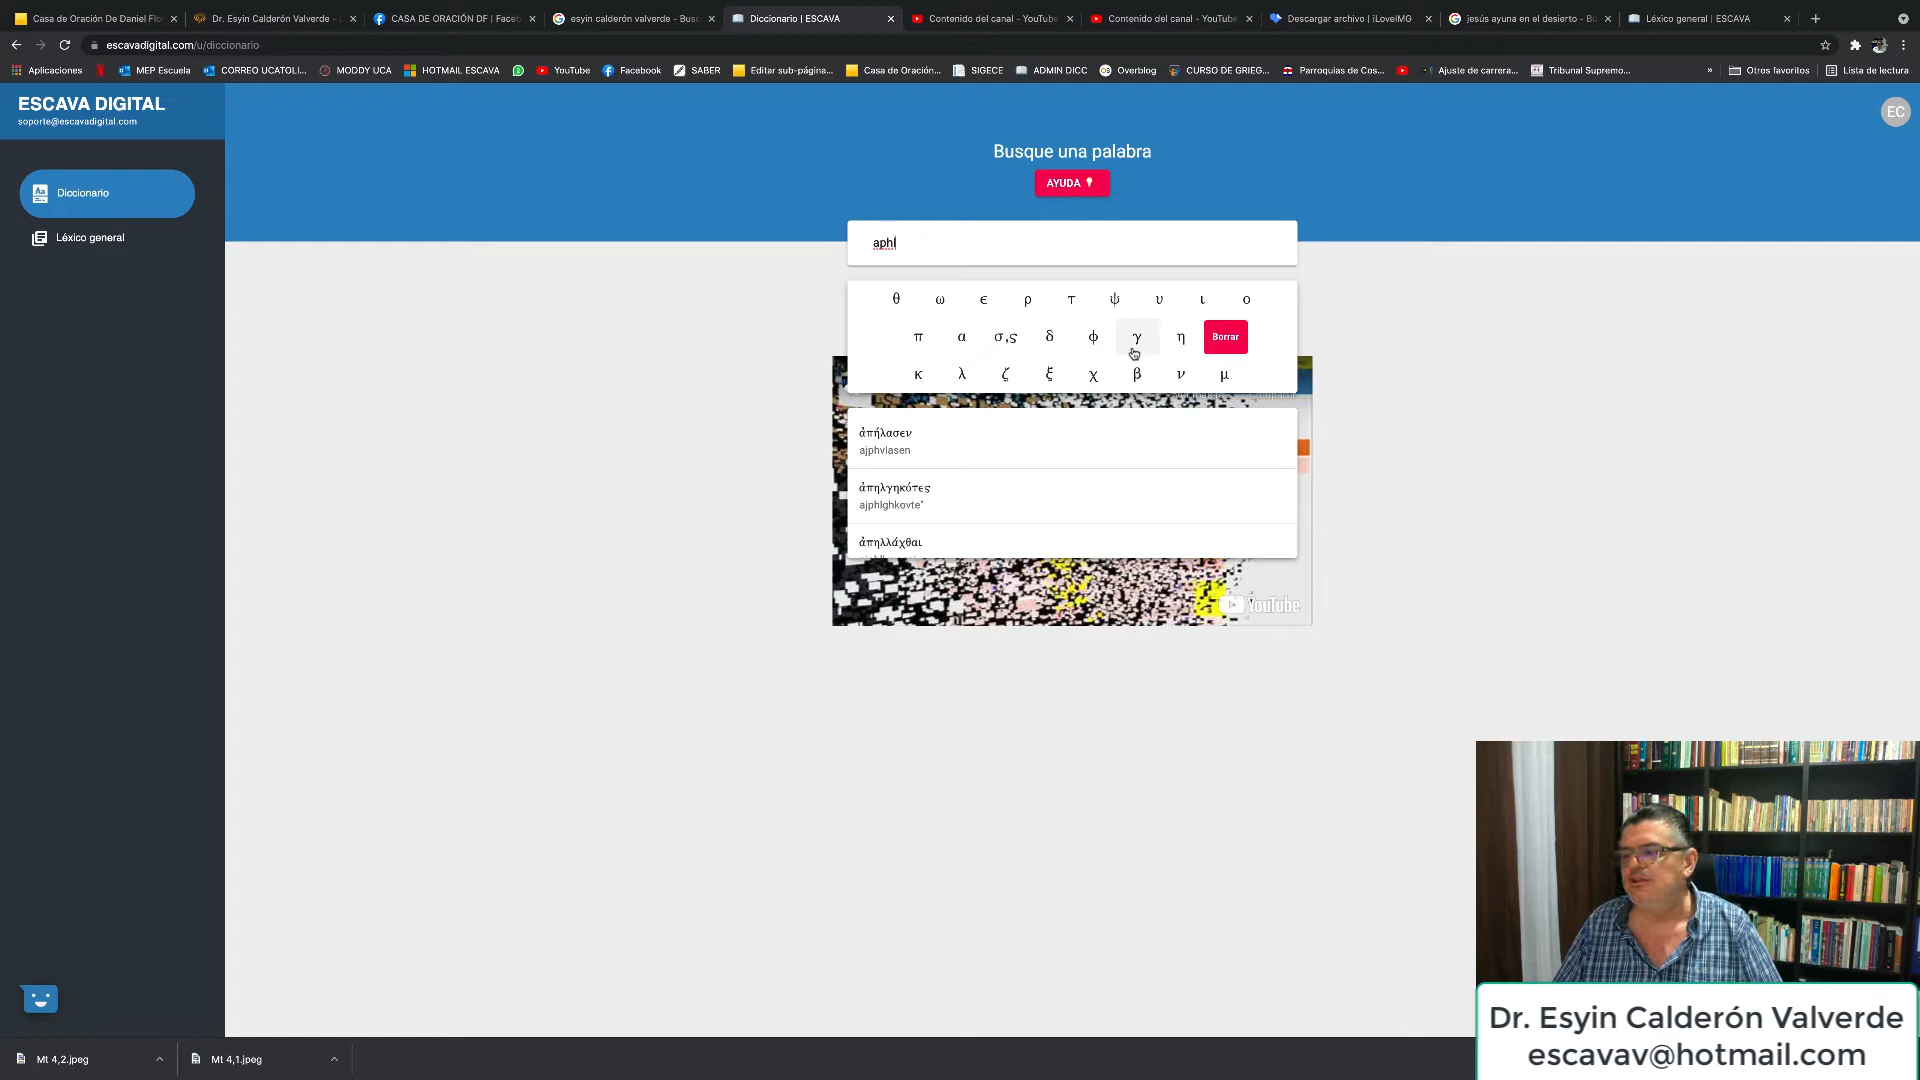 Casa de Oración De Daniel Flo
Dr. Esyin Calderón Valverde - L
CASA DE ORACIÓN DF | Faceb
esyin calderón valverde - Busc
Diccionario | ESCAVA
Contenido del canal - YouTube
Contenido del canal - YouTube
Descargar archivo | iLoveIMG
jesús ayuna en el desierto - Bú
Léxico general | ESCAVA
escavadigital.com/u/diccionario
Aplicaciones
MEP Escuela
CORREO UCATOLI...
MODDY UCA
HOTMAIL ESCAVA
YouTube
Facebook
SABER
Editar sub-página...
Casa de Oración...
SIGECE
ADMIN DICC
Overblog
CURSO DE GRIEG...
Parroquias de Cos...
Ajuste de carrera...
Tribunal Supremo...
»
Otros favoritos
Lista de lectura
ESCAVA DIGITAL
soporte@escavadigital.com
EC
Diccionario
Léxico general
Busque una palabra
AYUDA
aphl
θ ω ϵ ρ τ ψ υ ι ο
π α σ,ς δ ϕ γ η Borrar
κ λ ζ ξ χ β ν μ
ἀπήλασεν
ajphvlasen
ἀπηλγηκότες
ajphlghkovte"
ἀπηλλάχθαι
YouTube
Mt 4,2.jpeg
Mt 4,1.jpeg
Dr. Esyin Calderón Valverde
escavav@hotmail.com